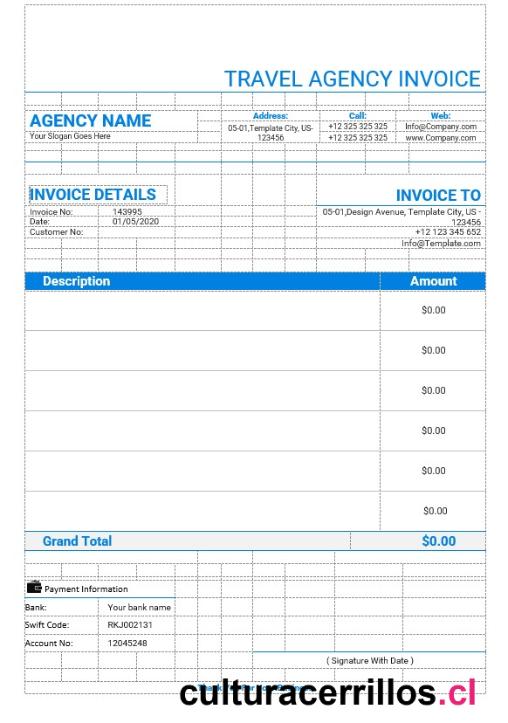 TRAVEL AGENCY INVOICE
AGENCY NAME
Your Slogan Goes Here
Address:
05-01,Template City, US-
123456
Call:
+12 325 325 325
+12 325 325 325
Web:
Info@Company.com
www.Company.com
INVOICE DETAILS
Invoice No: 143995
Date: 01/05/2020
Customer No:
INVOICE TO
05-01,Design Avenue, Template City, US -
123456
+12 123 345 652
Info@Template.com
Description Amount
$0.00
$0.00
$0.00
$0.00
$0.00
$0.00
Grand Total $0.00
Payment Information
Bank: Your bank name
Swift Code: RKJ002131
Account No: 12045248
( Signature With Date )
culturacerrillos.cl